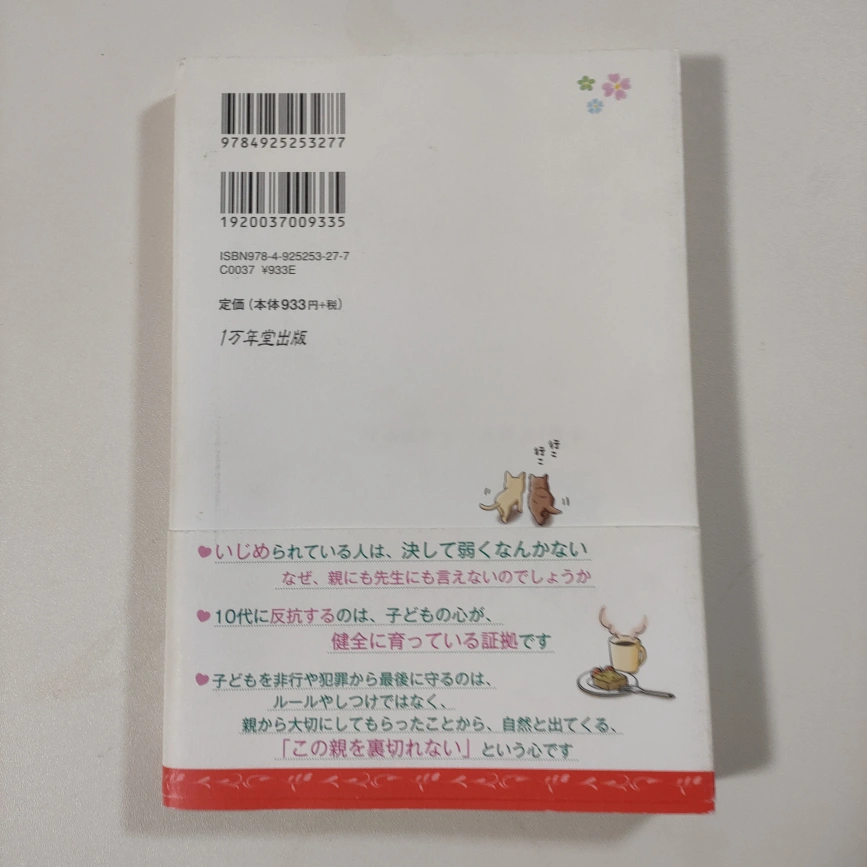 9784925253277
1920037009335
ISBN978-4-925253-27-7
C0037 ¥933E
定価(本体933円+税)
1万年堂出版
行こ
行こ
いじめられている人は、決して弱くなんかない
なぜ、親にも先生にも言えないのでしょうか
10代に反抗するのは、子どもの心が、
健全に育っている証拠です
子どもを非行や犯罪から最後に守るのは、
ルールやしつけではなく、
親から大切にしてもらったことから、自然と出てくる、
「この親を裏切れない」という心です